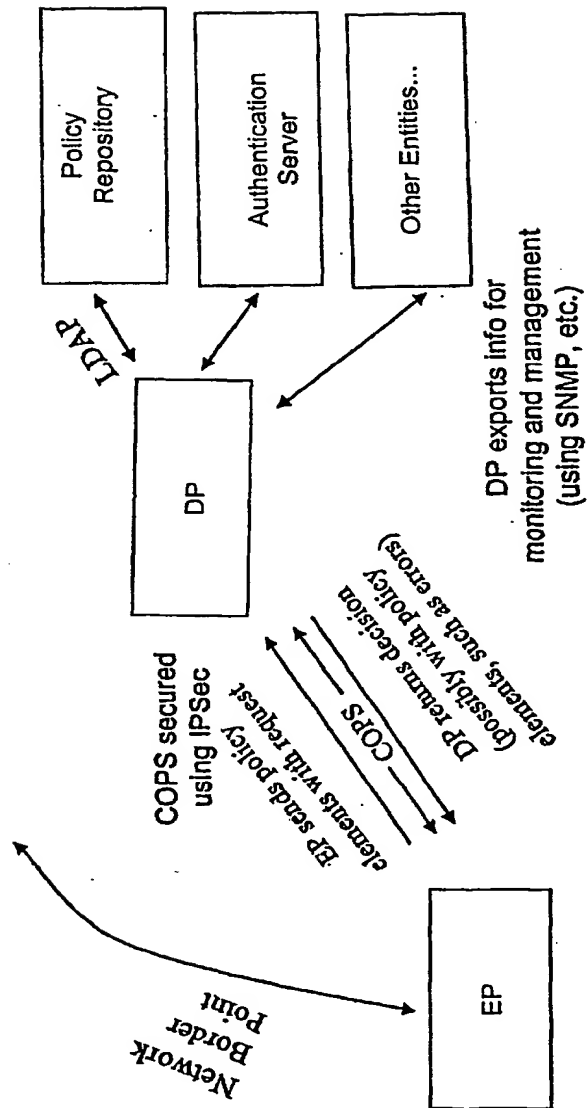 Policy
Repository
Authentication
Server
Other Entities...
LDAP
DP
DP exports info for
monitoring and management
(using SNMP, etc.)
COPS secured
using IPSec
EP sends policy
elements with request
COPS
DP returns decision
(possibly with policy
elements, such as errors)
Network
Border
Point
EP